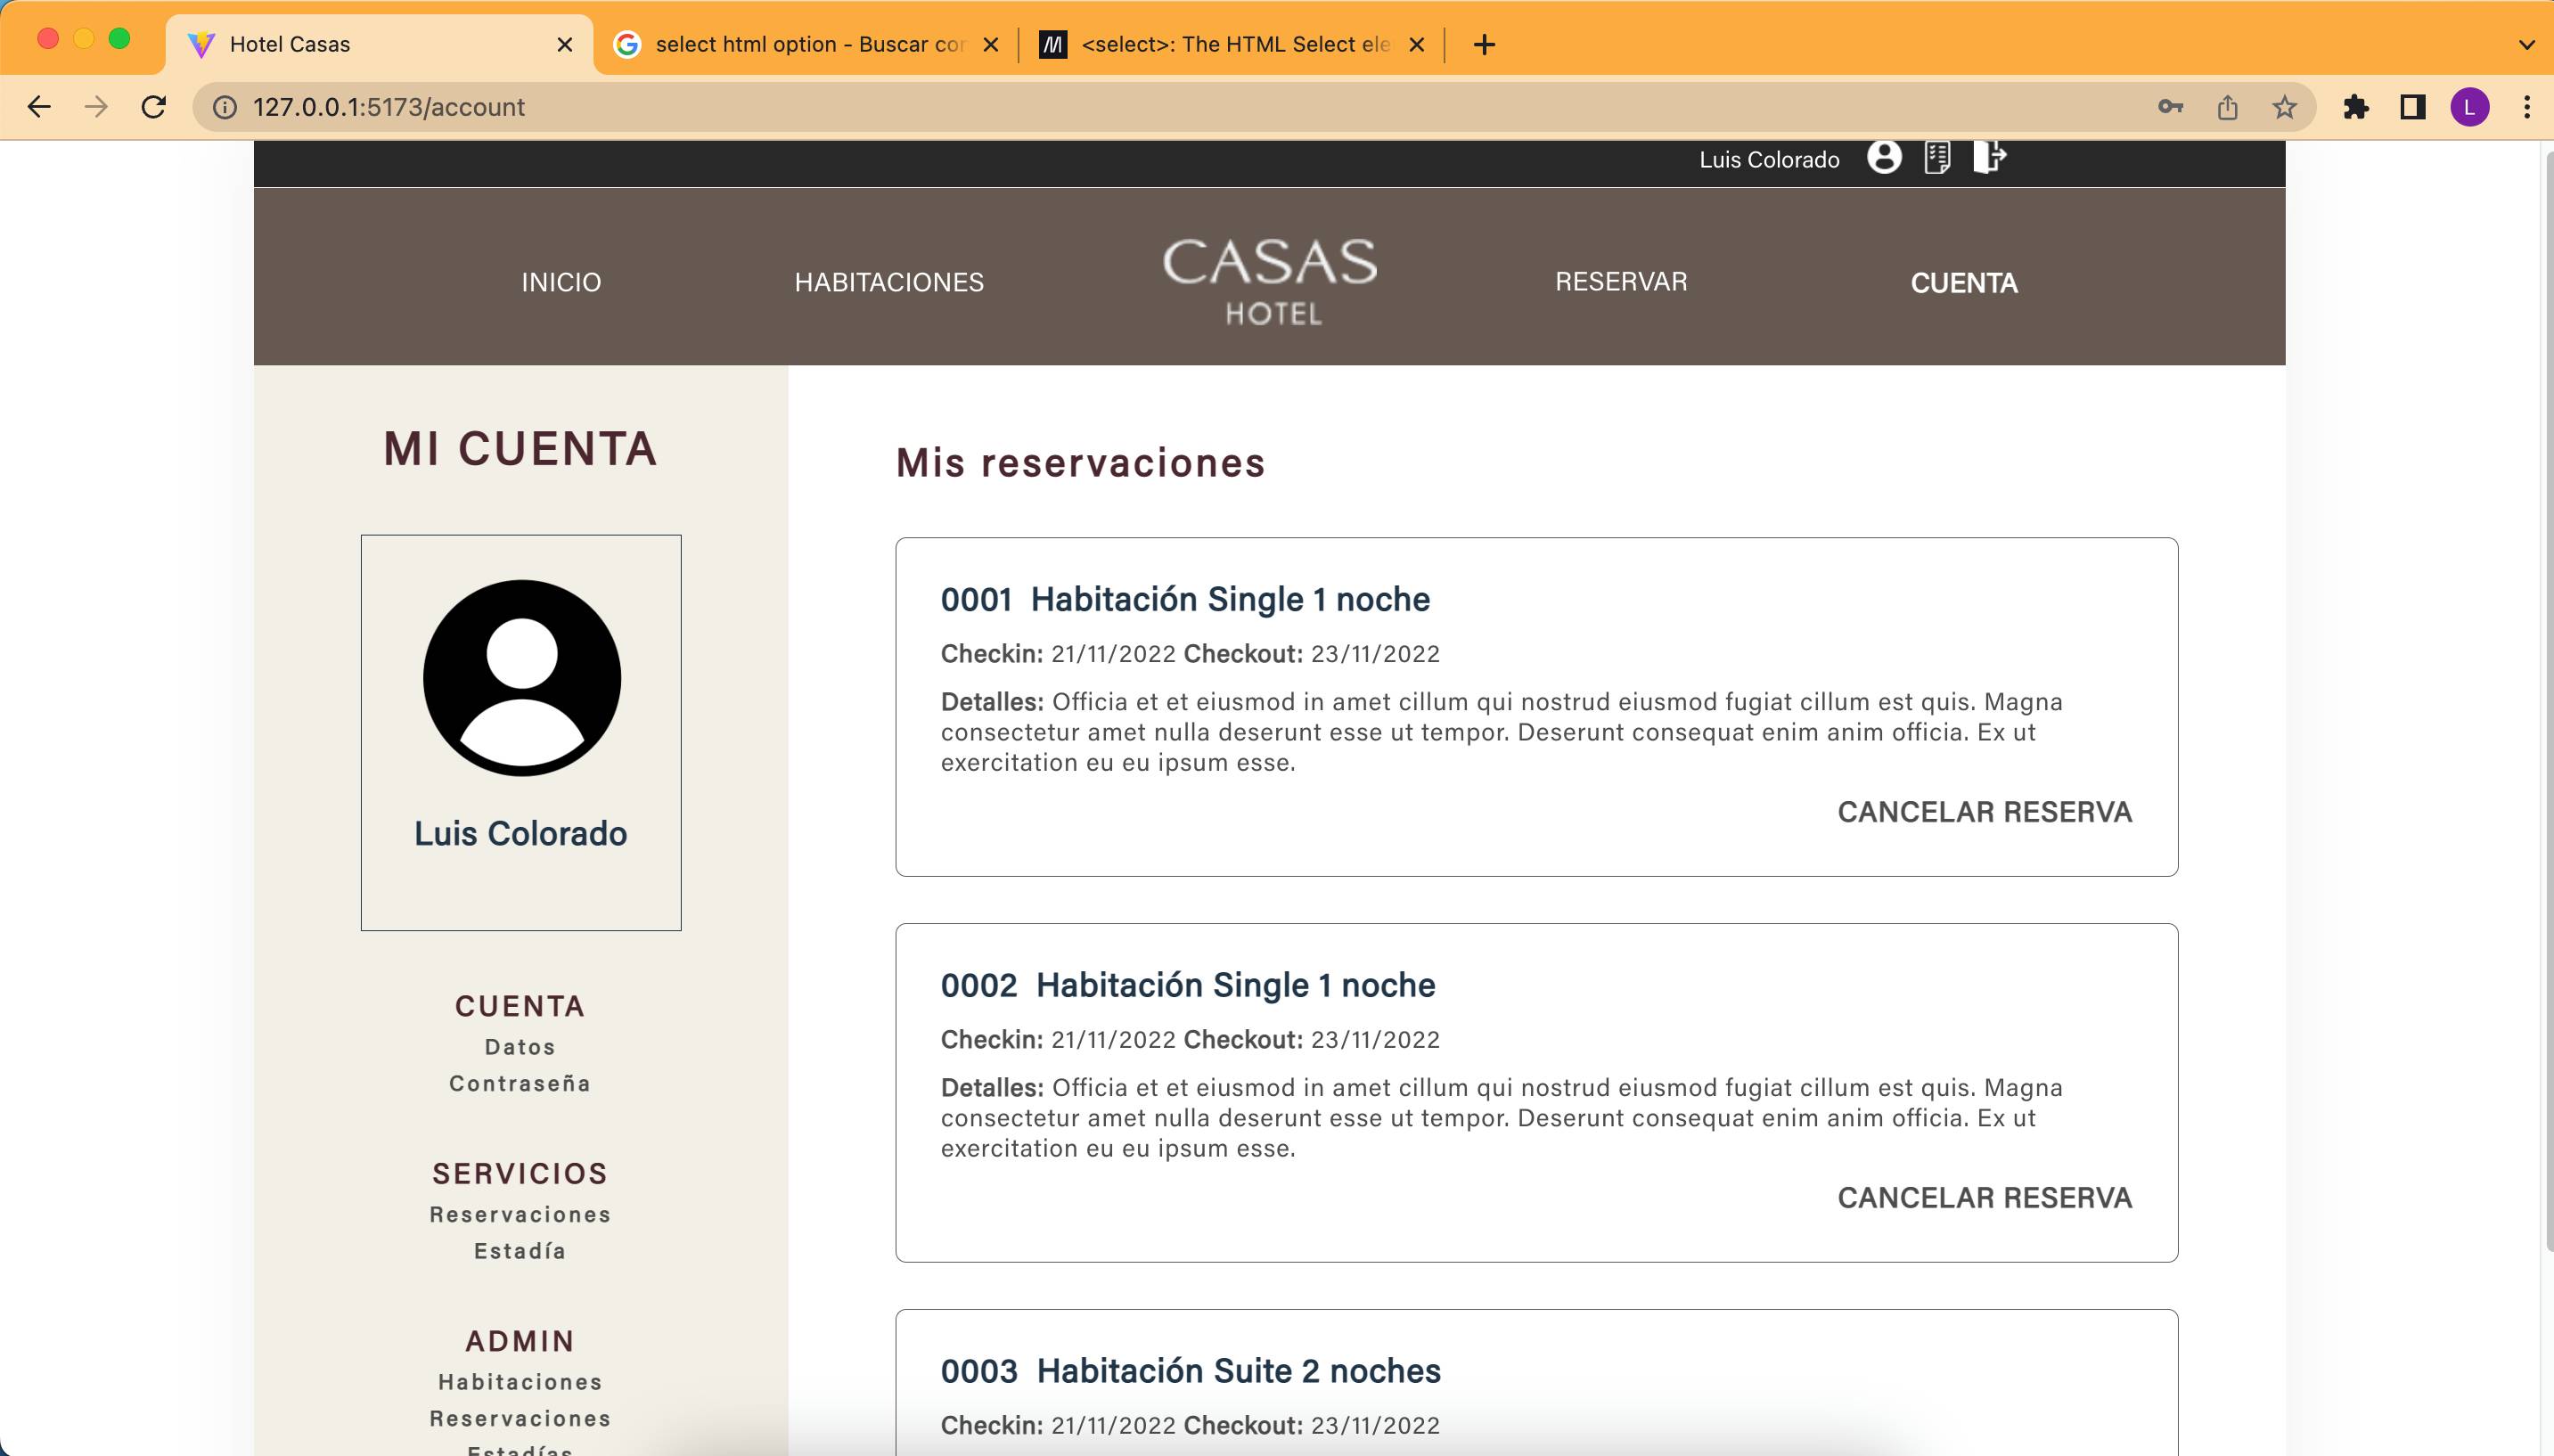 Hotel Casas
select html option - Buscar con
<select>: The HTML Select ele
127.0.0.1:5173/account
L
Luis Colorado
INICIO
HABITACIONES
CASAS
HOTEL
RESERVAR
CUENTA
MI CUENTA
Luis Colorado
CUENTA
Datos
Contraseña
SERVICIOS
Reservaciones
Estadía
ADMIN
Habitaciones
Reservaciones
Estadías
Mis reservaciones
0001 Habitación Single 1 noche
Checkin: 21/11/2022 Checkout: 23/11/2022
Detalles: Officia et et eiusmod in amet cillum qui nostrud eiusmod fugiat cillum est quis. Magna
consectetur amet nulla deserunt esse ut tempor. Deserunt consequat enim anim officia. Ex ut
exercitation eu eu ipsum esse.
CANCELAR RESERVA
0002 Habitación Single 1 noche
Checkin: 21/11/2022 Checkout: 23/11/2022
Detalles: Officia et et eiusmod in amet cillum qui nostrud eiusmod fugiat cillum est quis. Magna
consectetur amet nulla deserunt esse ut tempor. Deserunt consequat enim anim officia. Ex ut
exercitation eu eu ipsum esse.
CANCELAR RESERVA
0003 Habitación Suite 2 noches
Checkin: 21/11/2022 Checkout: 23/11/2022